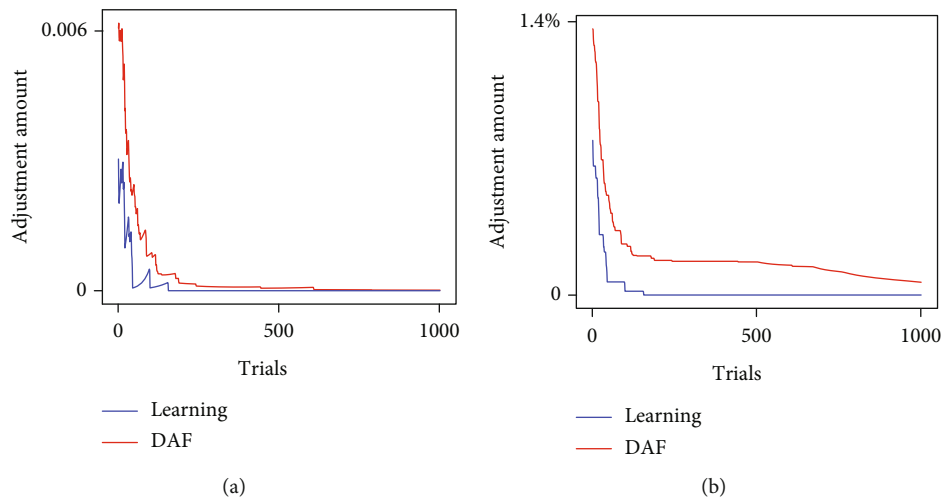 0.006
Adjustment amount
0
0
500
1000
Trials
Learning
DAF
(a)
1.4%
Adjustment amount
0
0
500
1000
Trials
Learning
DAF
(b)